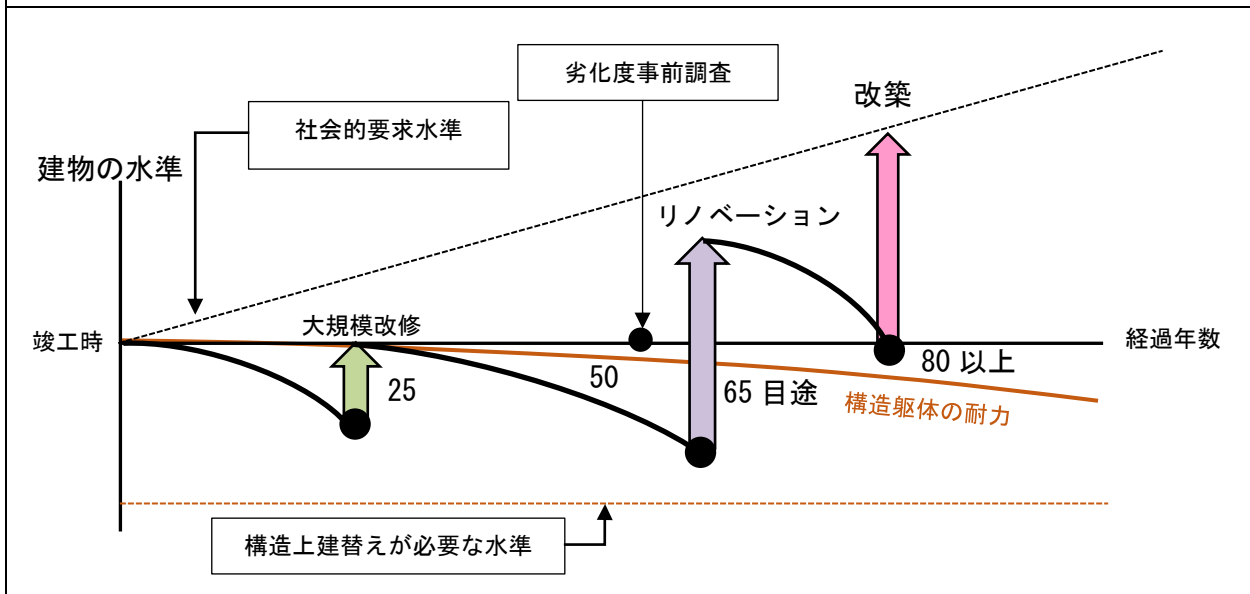 劣化度事前調査
改築
社会的要求水準
建物の水準
リノベーション
竣工時
大規模改修
経過年数
25
50
65 目途
80 以上
構造躯体の耐力
構造上建替えが必要な水準